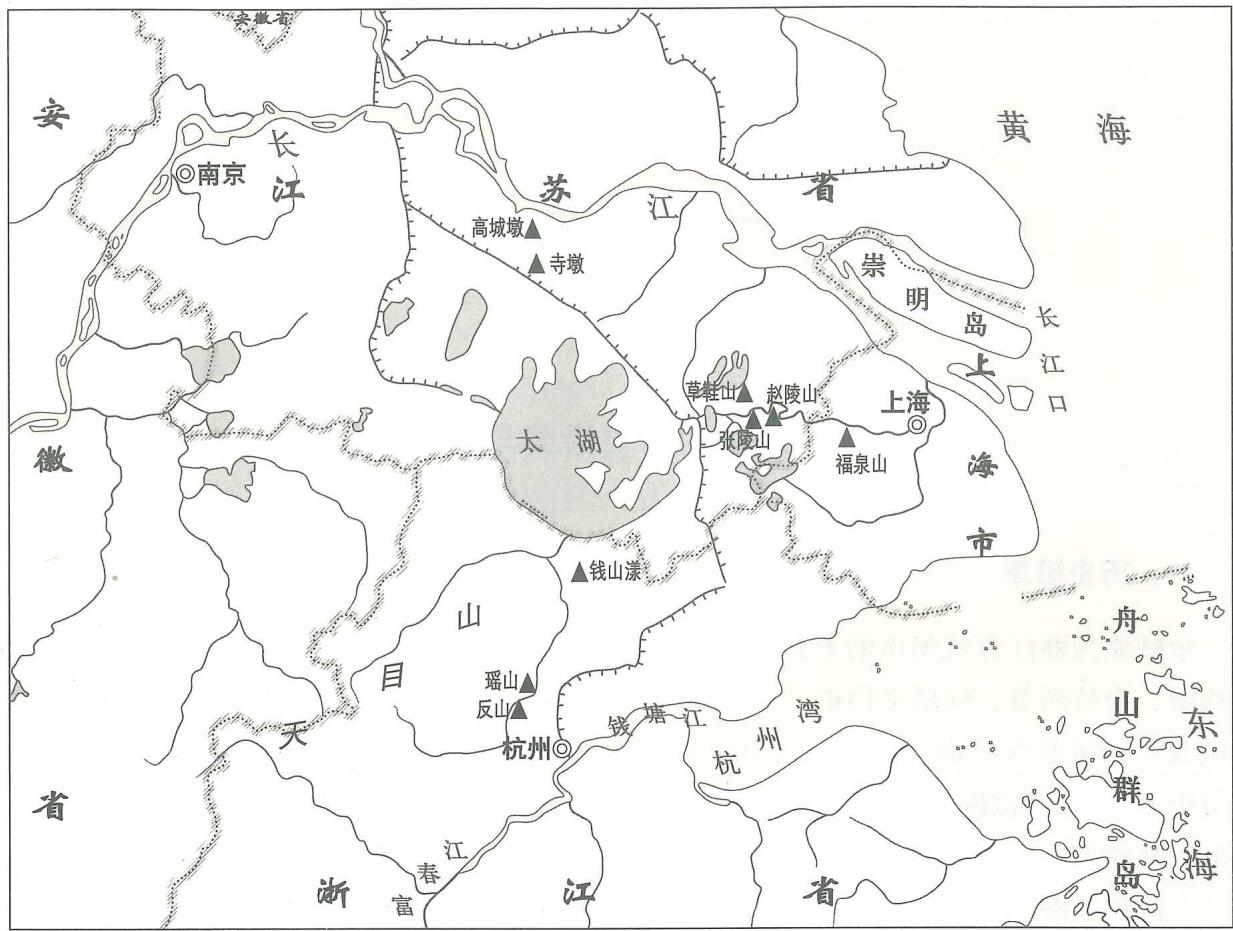 安徽省
安
徽
省
黄海
长
江
南京
江
苏
省
江
高城墩
寺墩
崇
明
岛
长
江
口
上
海
市
草鞋山
赵陵山
张陵山
上海
福泉山
太湖
钱山漾
山
目
天
瑶山
反山
杭州
钱塘江
杭州湾
舟
山
群
岛
东
海
富春江
浙
江
省